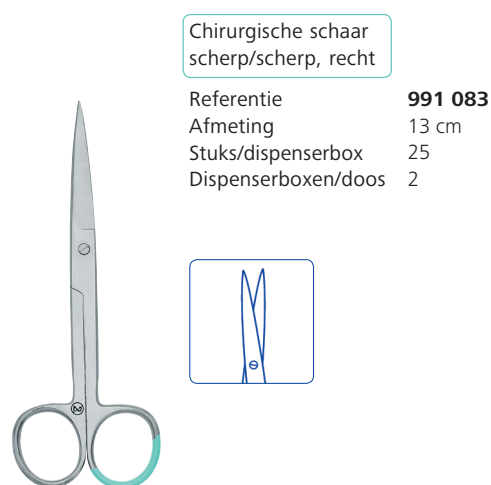 Chirurgische schaar
scherp/scherp, recht
Referentie 991 083
Afmeting 13 cm
Stuks/dispenserbox 25
Dispenserboxen/doos 2